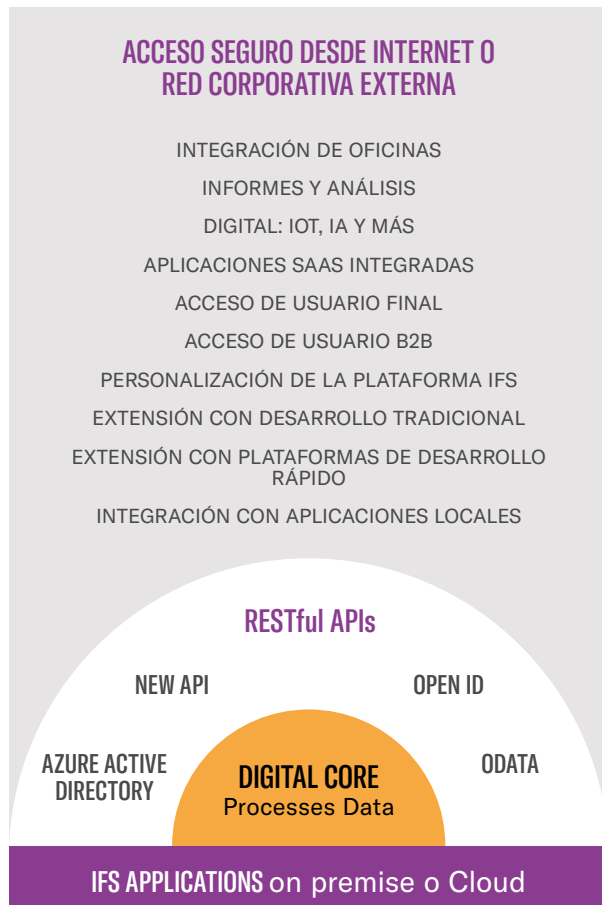 ACCESO SEGURO DESDE INTERNET O
RED CORPORATIVA EXTERNA
INTEGRACIÓN DE OFICINAS
INFORMES Y ANÁLISIS
DIGITAL: IOT, IA Y MÁS
APLICACIONES SAAS INTEGRADAS
ACCESO DE USUARIO FINAL
ACCESO DE USUARIO B2B
PERSONALIZACIÓN DE LA PLATAFORMA IFS
EXTENSIÓN CON DESARROLLO TRADICIONAL
EXTENSIÓN CON PLATAFORMAS DE DESARROLLO
RÁPIDO
INTEGRACIÓN CON APLICACIONES LOCALES
RESTful APIs
NEW API
OPEN ID
AZURE ACTIVE
DIRECTORY
DIGITAL CORE
Processes Data
ODATA
IFS APPLICATIONS on premise o Cloud